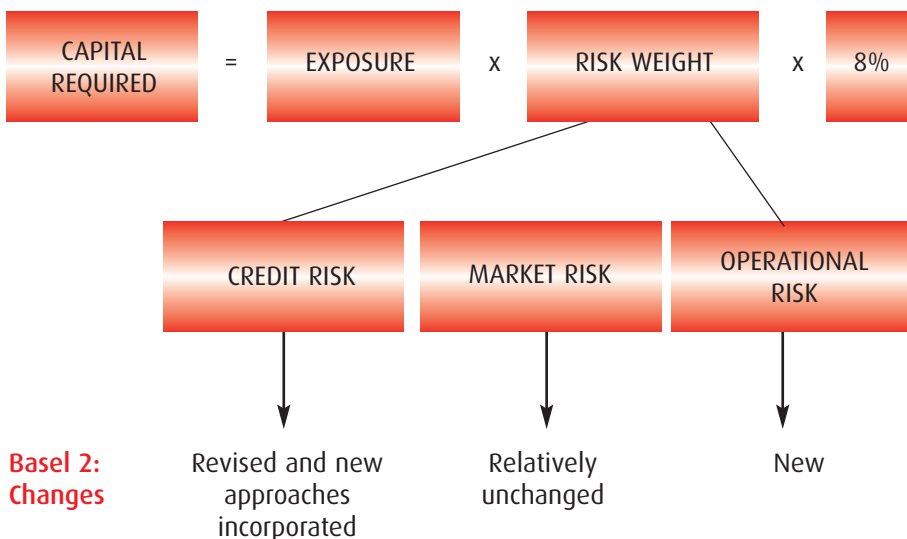 CAPITAL
REQUIRED
=
EXPOSURE
x
RISK WEIGHT
x
8%
CREDIT RISK
MARKET RISK
OPERATIONAL
RISK
Basel 2:
Changes
Revised and new
approaches
incorporated
Relatively
unchanged
New